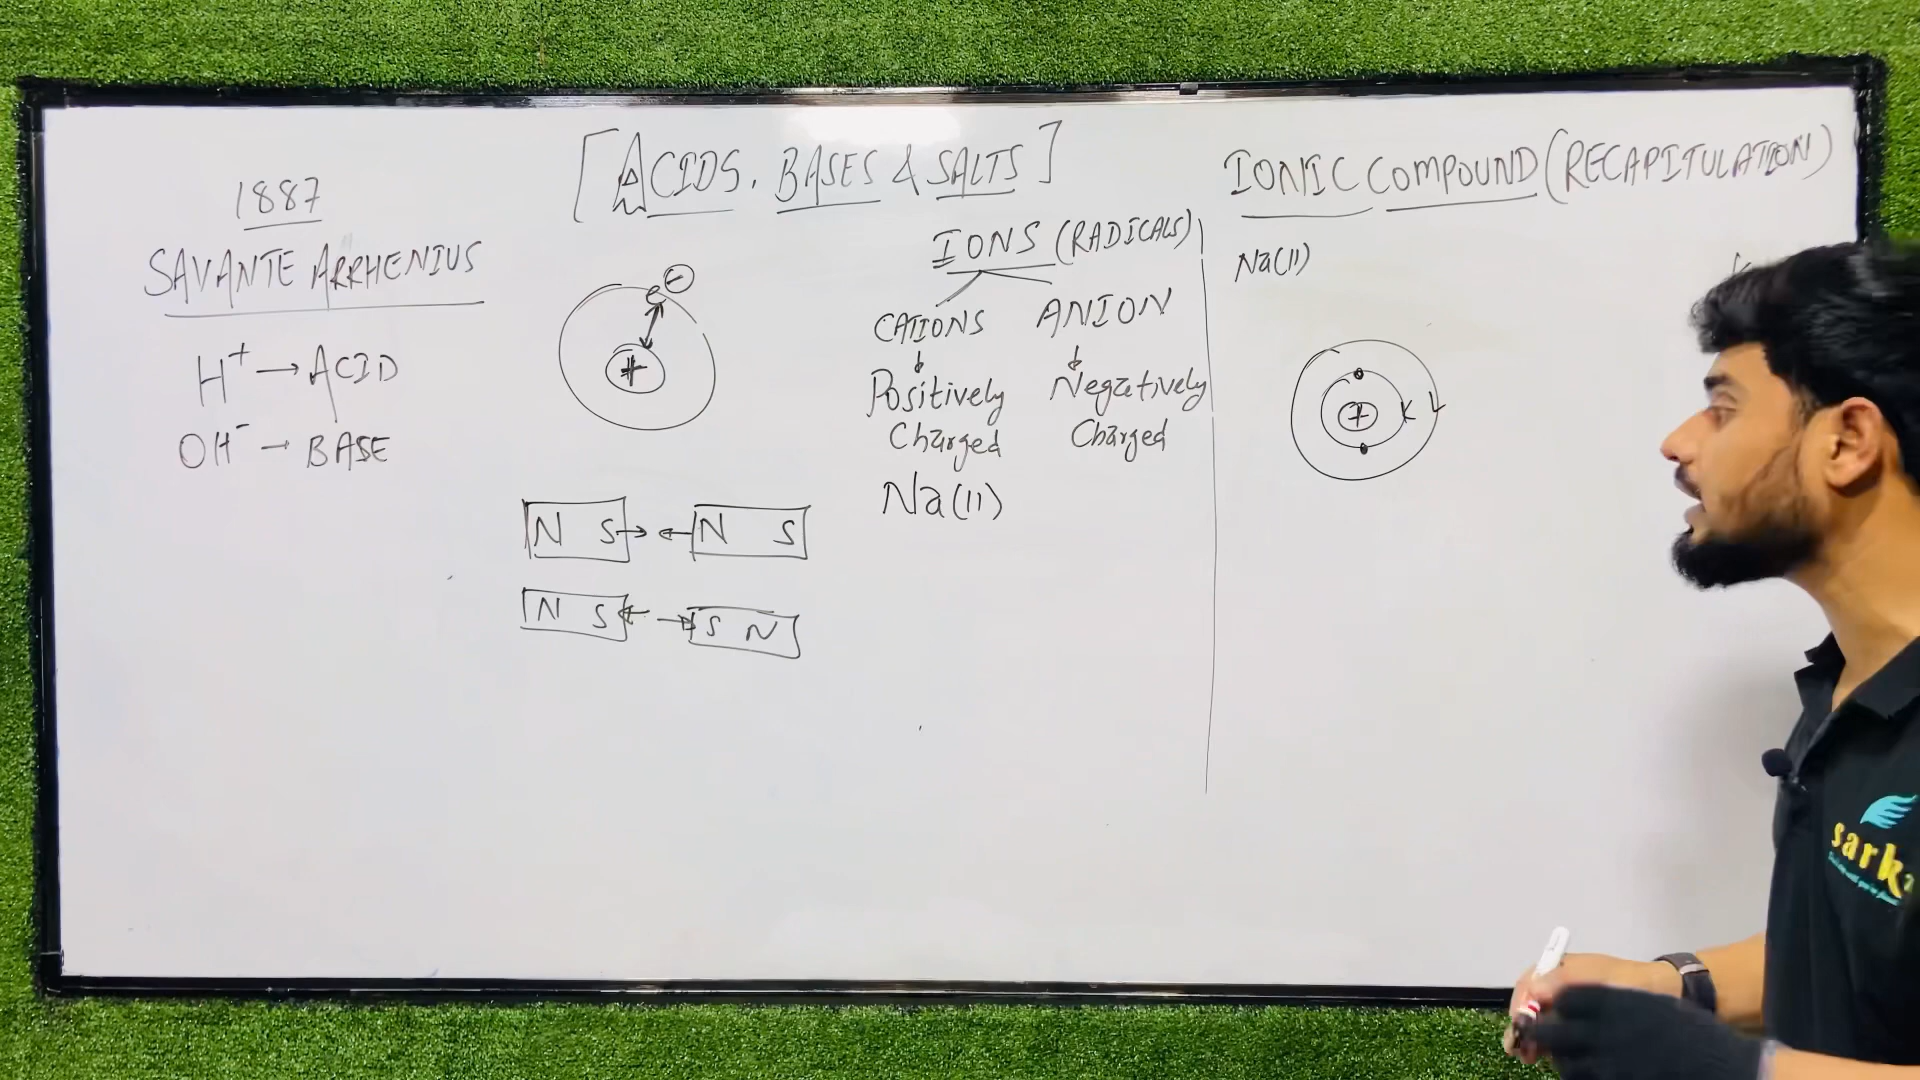 [ACIDS, BASES & SALTS]
1887
SAVANTE ARRHENIUS
H⁺ → ACID
OH⁻ → BASE
e⁻
+
N S → ← N S
N S ← → S N
IONS (RADICALS)
CATIONS
Positively
Charged
Na(11)
ANION
Negatively
Charged
IONIC COMPOUND (RECAPITULATION)
Na(11)
+ K L
sark